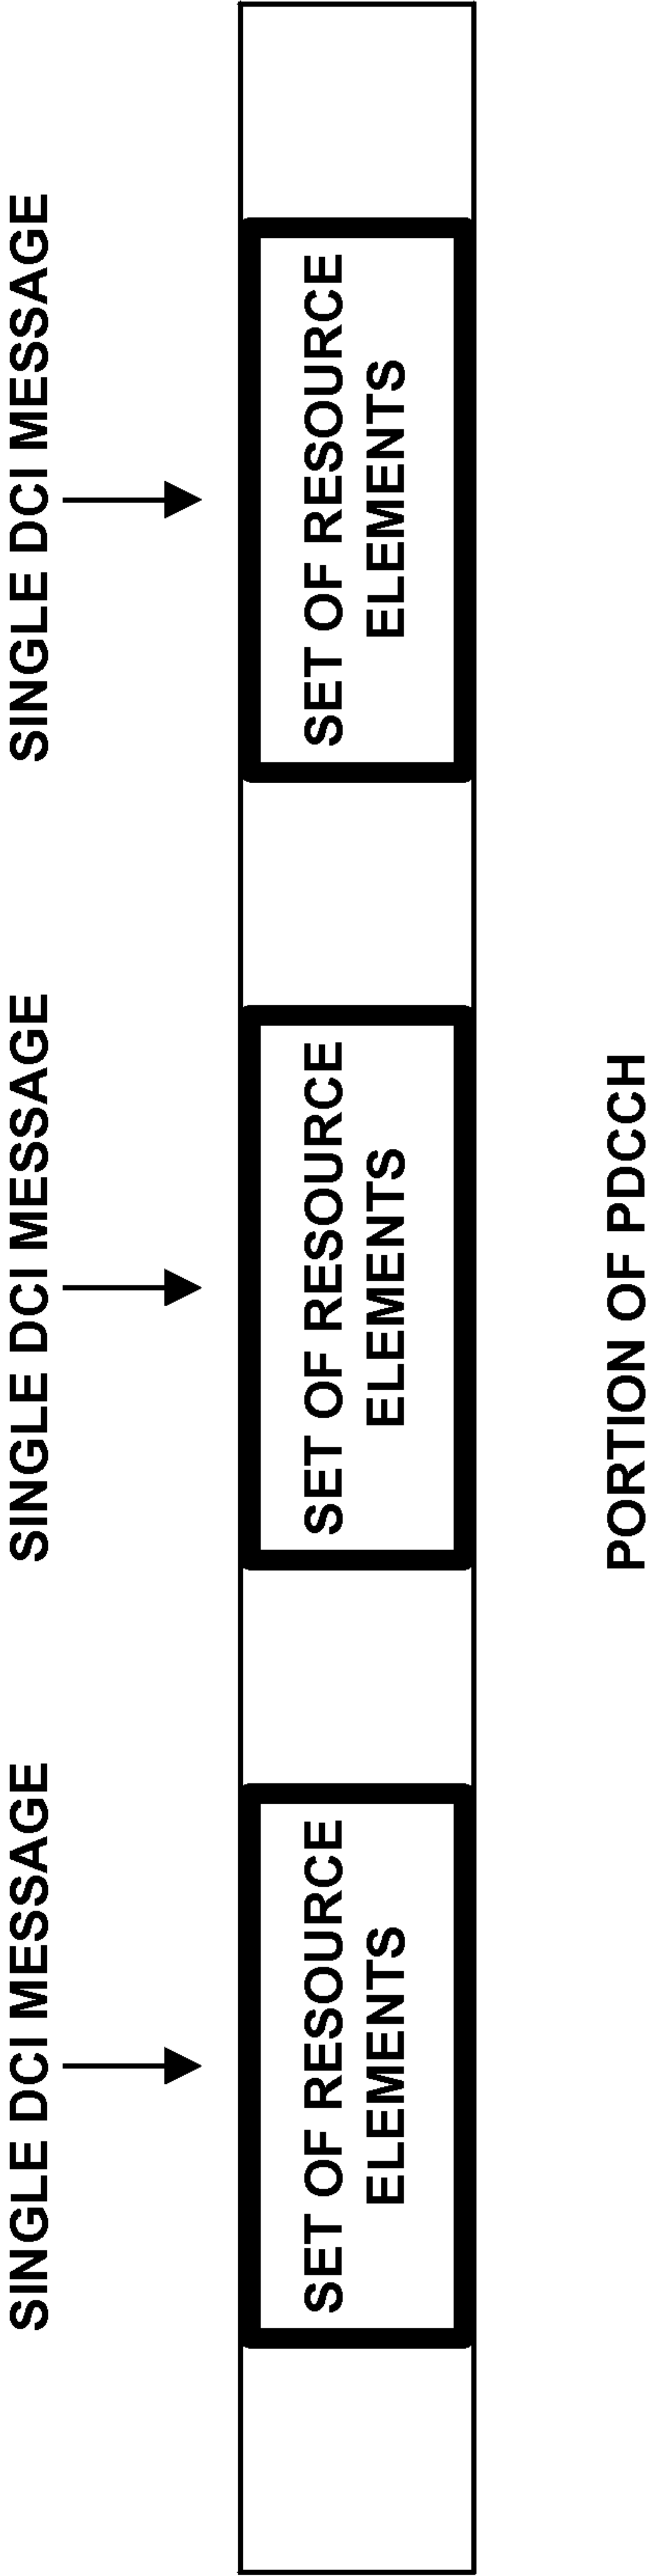 SINGLE DCI MESSAGE
SINGLE DCI MESSAGE
SINGLE DCI MESSAGE
SET OF RESOURCE
ELEMENTS
SET OF RESOURCE
ELEMENTS
SET OF RESOURCE
ELEMENTS
PORTION OF PDCCH